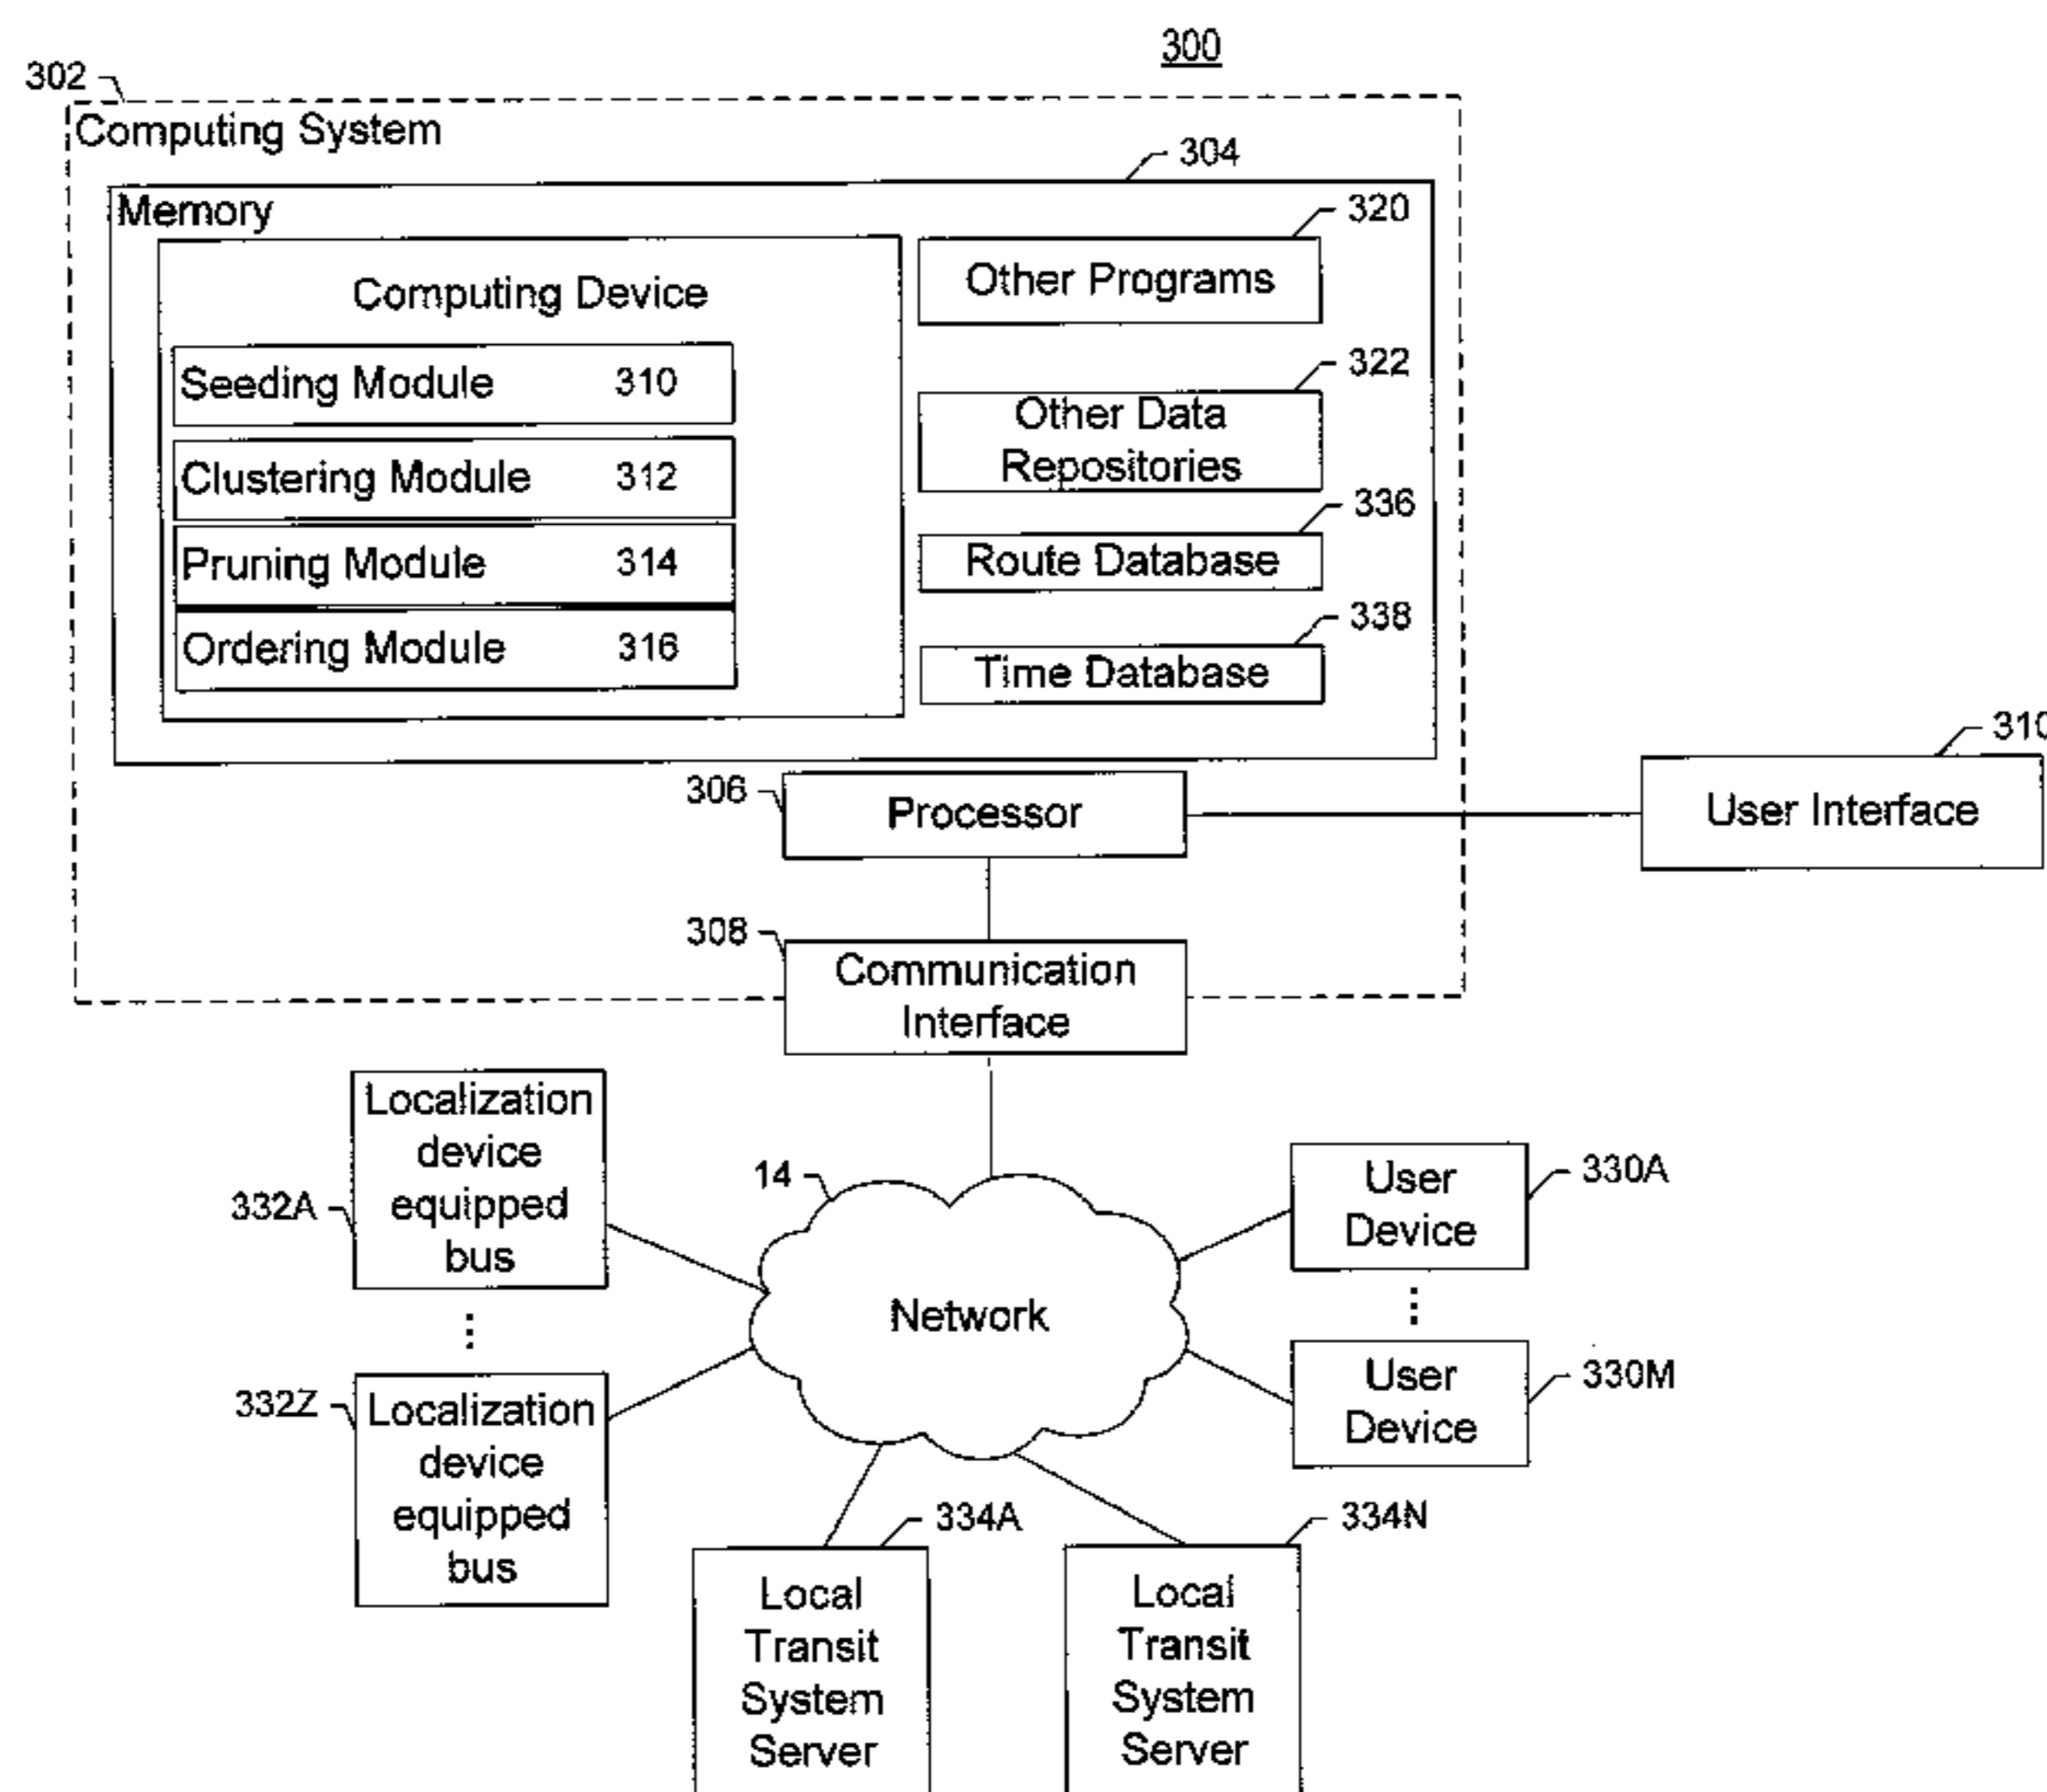 300
302
Computing System
304
Memory
320
Computing Device
Other Programs
Seeding Module 310
322
Other Data
Repositories
Clustering Module 312
336
Pruning Module 314
Route Database
338
Ordering Module 316
Time Database
310
306
Processor
User Interface
308
Communication
Interface
Localization
device
equipped
bus
332A
14
Network
User
Device
330A
⋮
⋮
332Z
Localization
device
equipped
bus
User
Device
330M
334A
334N
Local
Transit
System
Server
Local
Transit
System
Server